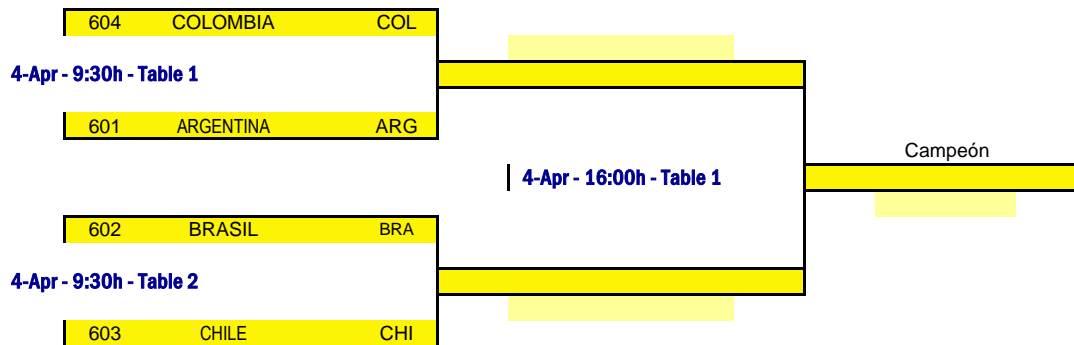 604 COLOMBIA COL
4-Apr - 9:30h - Table 1
601 ARGENTINA ARG
Campeón
4-Apr - 16:00h - Table 1
602 BRASIL BRA
4-Apr - 9:30h - Table 2
603 CHILE CHI